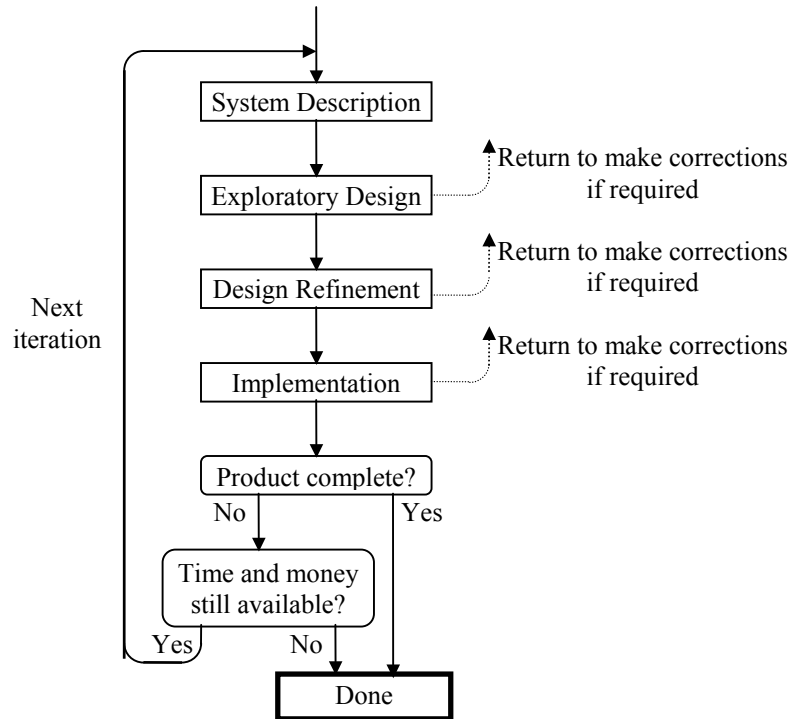 System Description
Return to make corrections
if required
Exploratory Design
Return to make corrections
if required
Design Refinement
Next
iteration
Return to make corrections
if required
Implementation
Product complete?
No
Yes
Time and money
still available?
Yes
No
Done